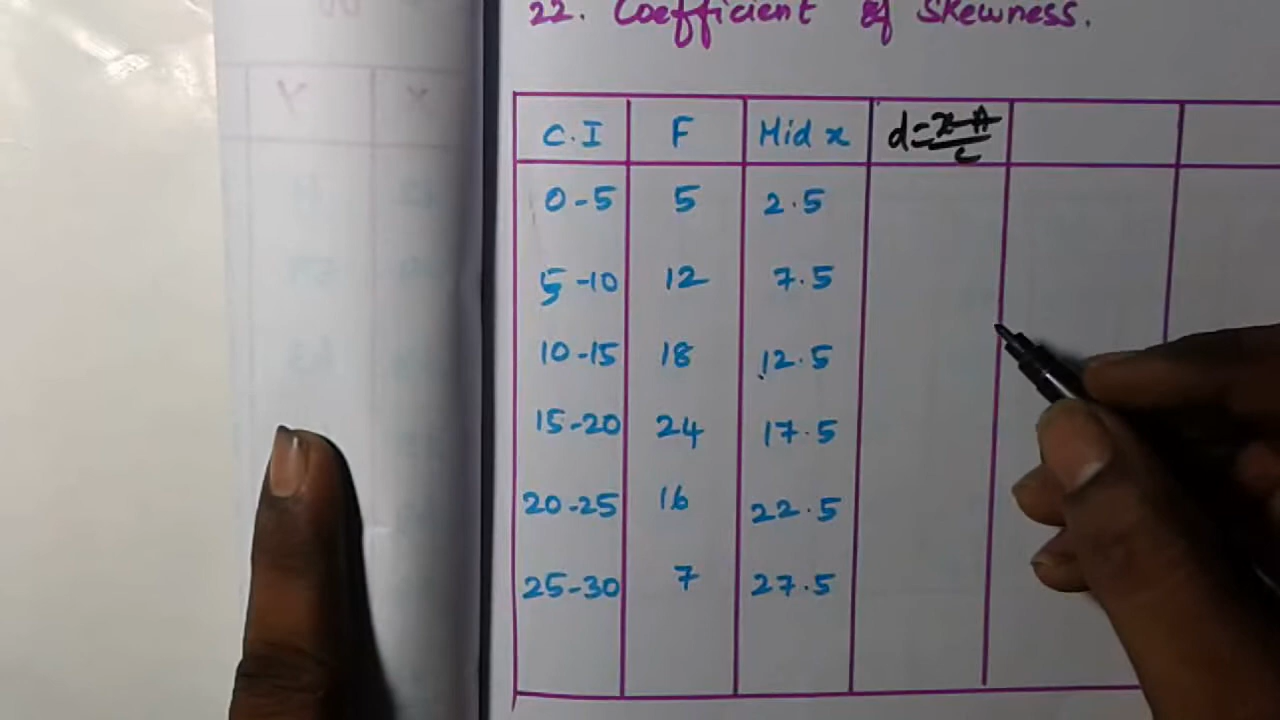 22. Coefficient of Skewness.
C.I F Mid x d=x-A/c
0-5 5 2.5
5-10 12 7.5
10-15 18 12.5
15-20 24 17.5
20-25 16 22.5
25-30 7 27.5